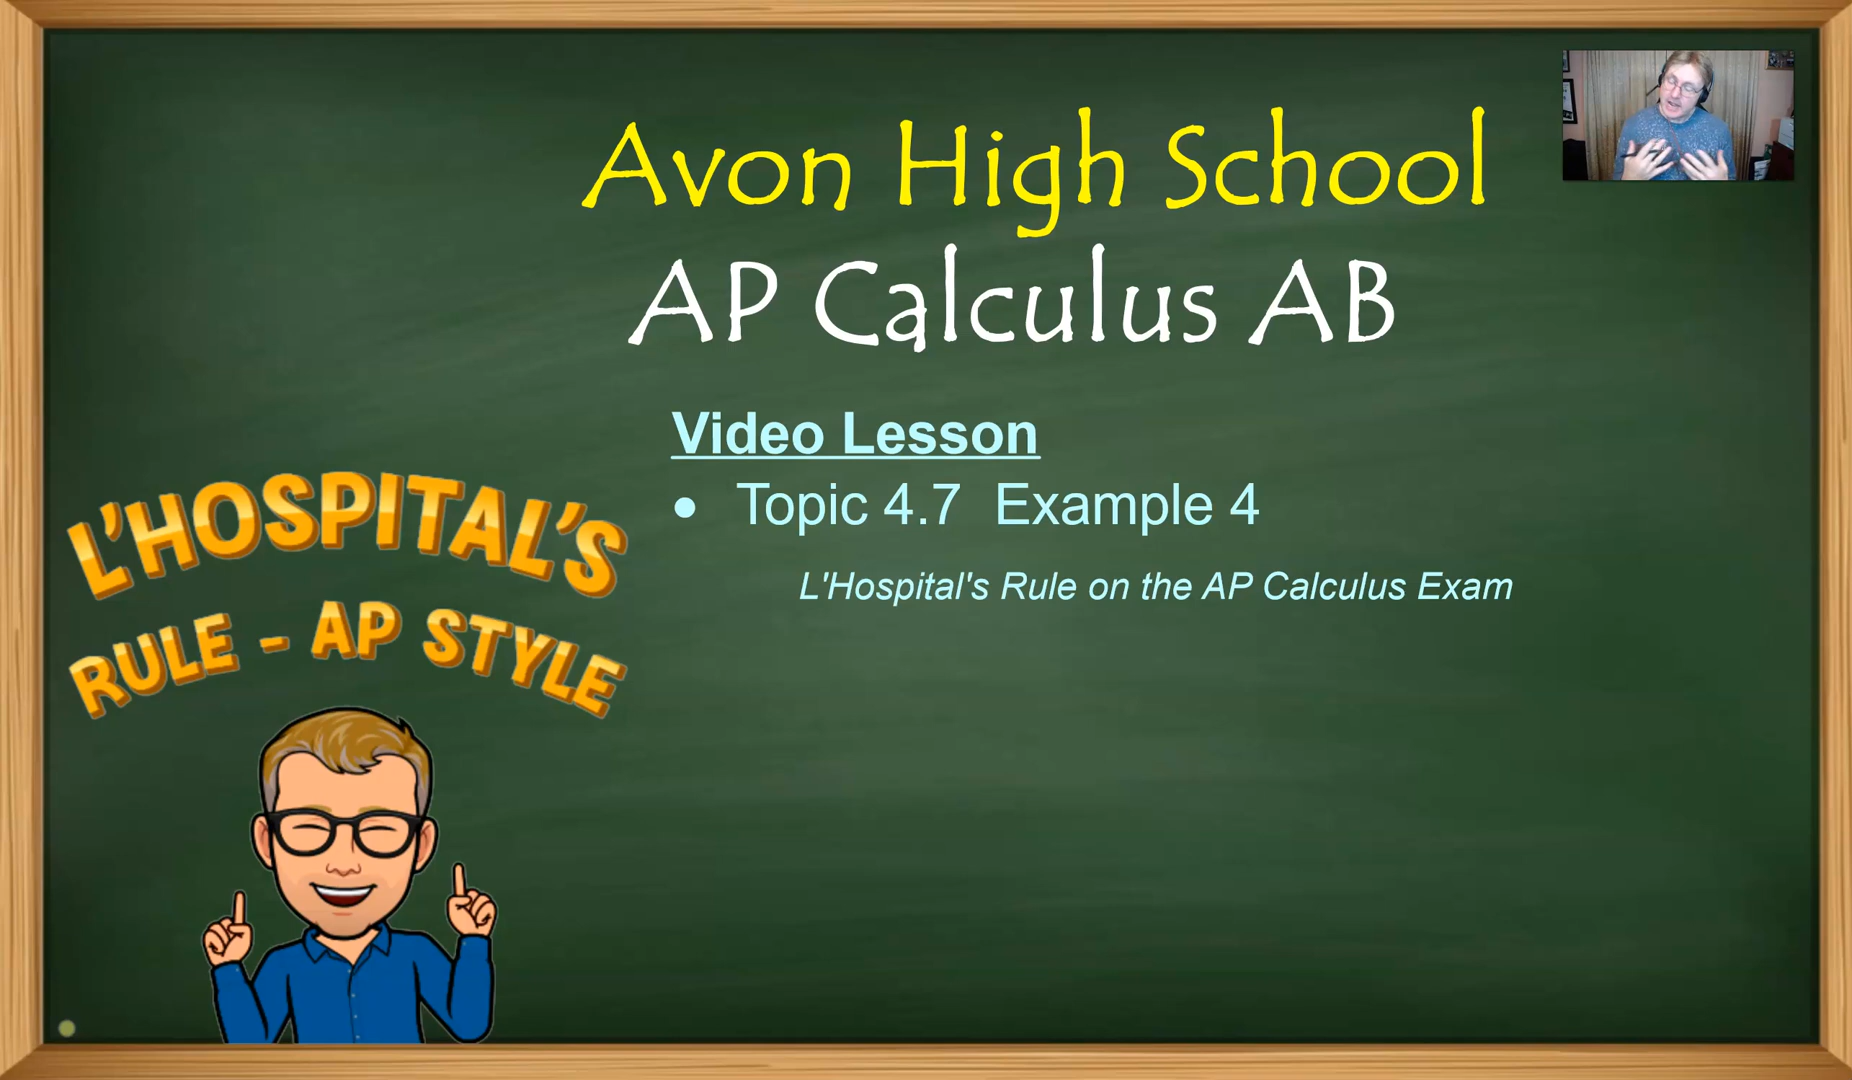 Avon High School
AP Calculus AB
Video Lesson
• Topic 4.7 Example 4
L'Hospital's Rule on the AP Calculus Exam
L'HOSPITAL'S
RULE - AP STYLE